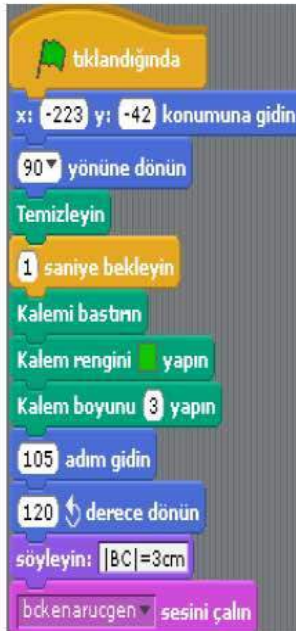 tıklandığında
x: -223 y: -42 konumuna gidin
90 yönüne dönün
Temizleyin
1 saniye bekleyin
Kalemi bastırın
Kalem rengini yapın
Kalem boyunu 3 yapın
105 adım gidin
120 derece dönün
söyleyin: |BC|=3cm
bckenarucgen sesini çalın